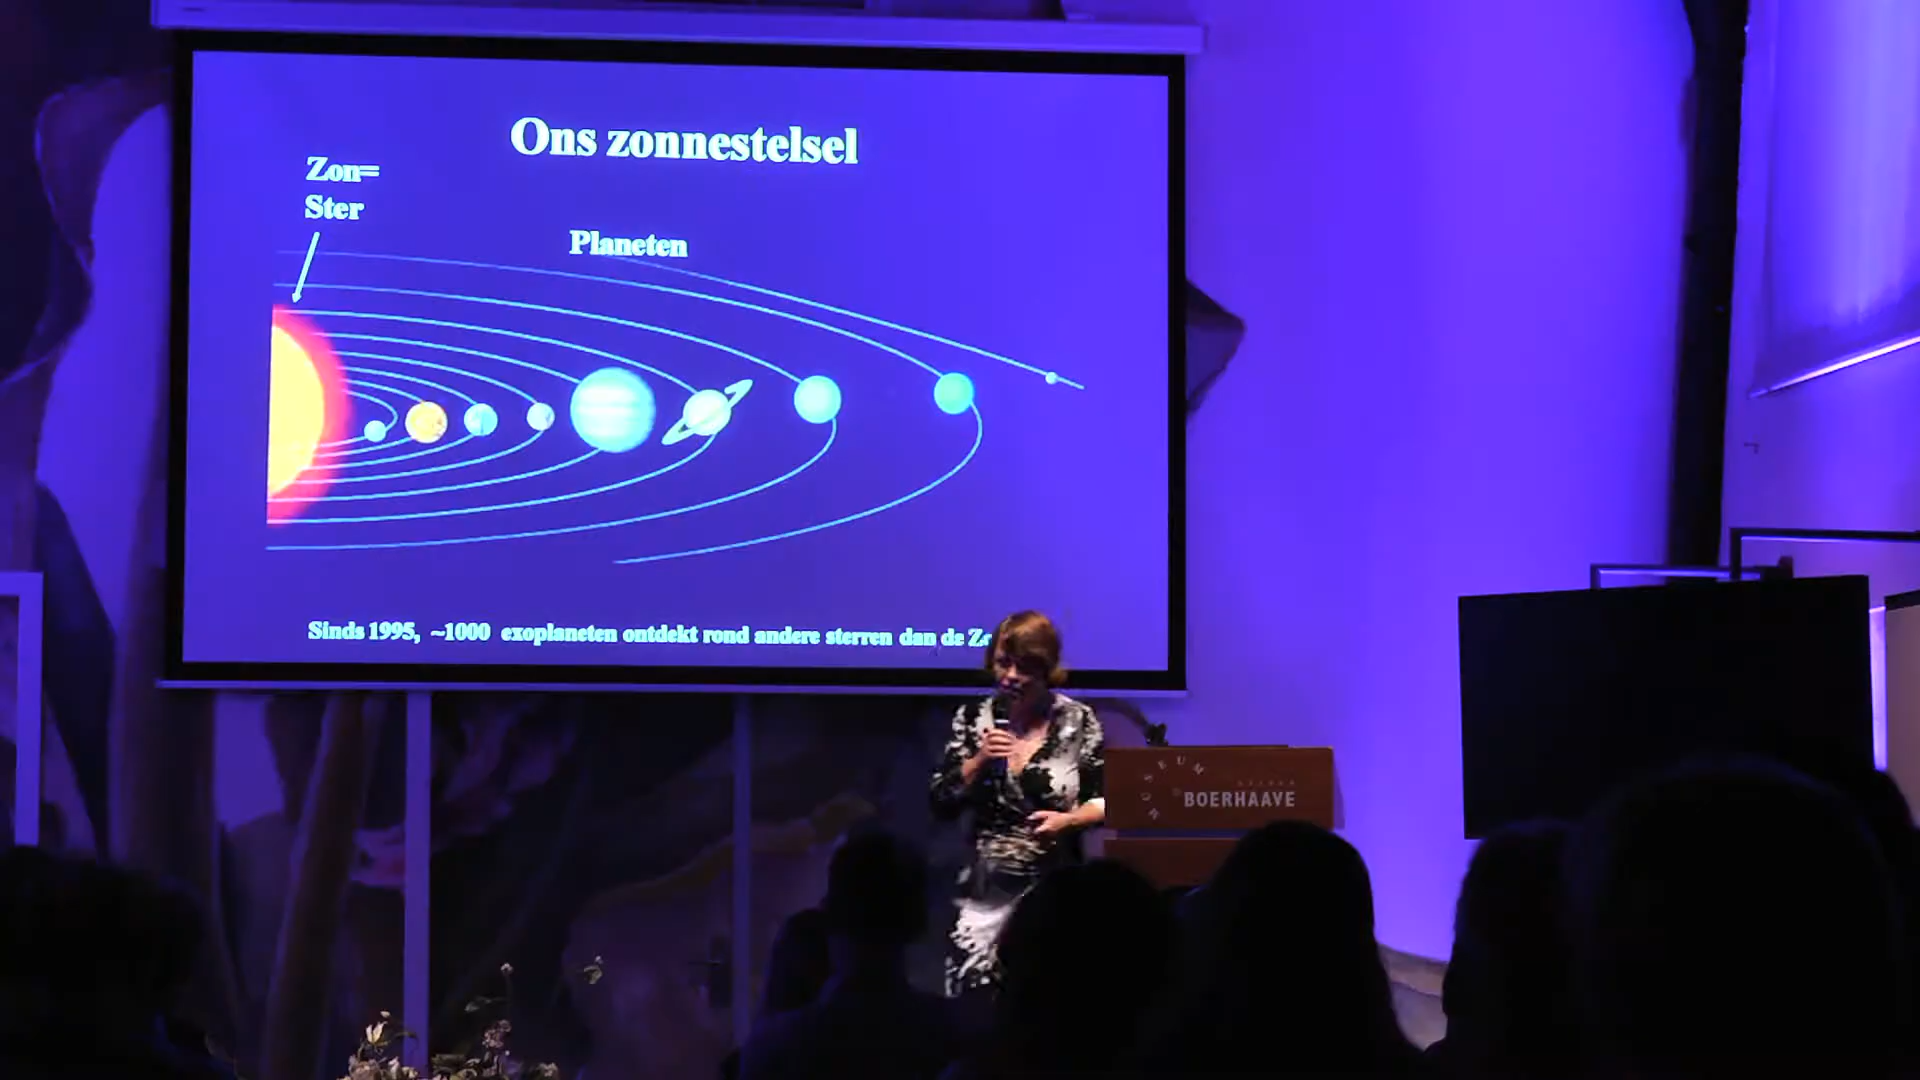 Ons zonnestelsel
Zon=
Ster
Planeten
Sinds 1995, ~1000 exoplaneten ontdekt rond andere sterren dan de
MUSEUM
BOERHAAVE